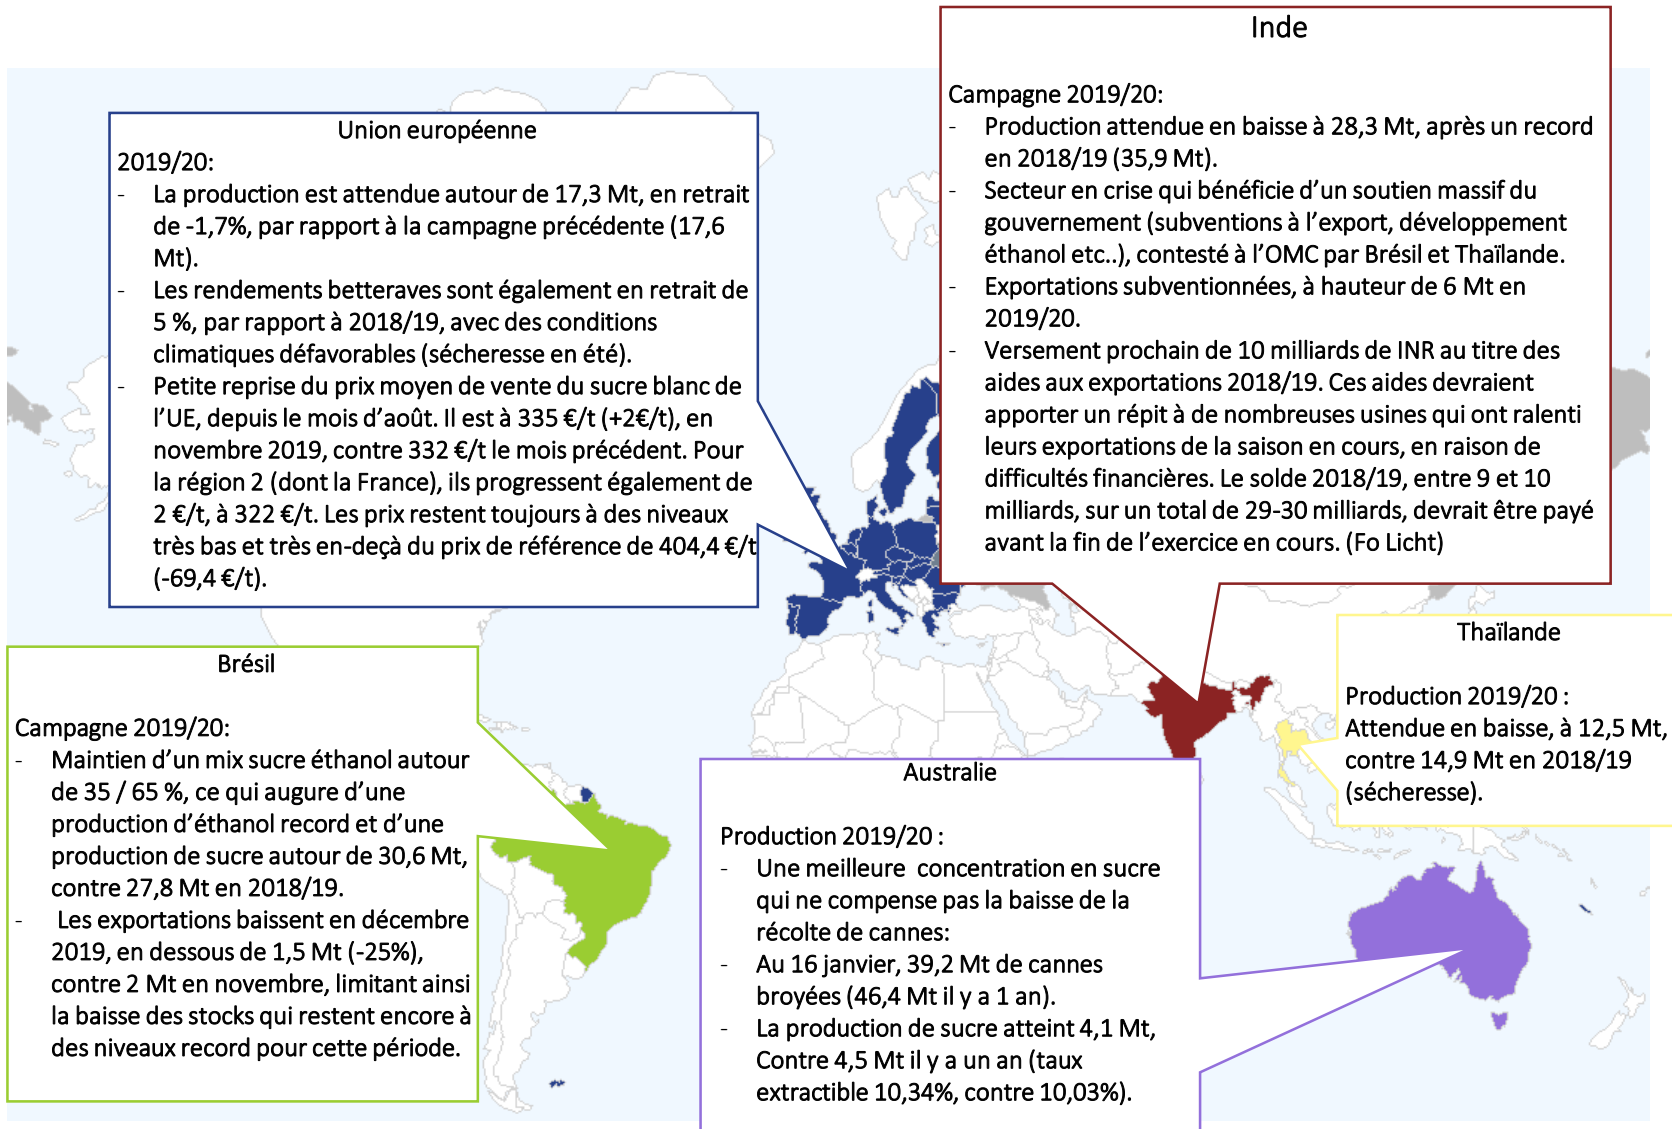 Union européenne
2019/20:
- La production est attendue autour de 17,3 Mt, en retrait
de -1,7%, par rapport à la campagne précédente (17,6
Mt).
- Les rendements betteraves sont également en retrait de
5 %, par rapport à 2018/19, avec des conditions
climatiques défavorables (sécheresse en été).
- Petite reprise du prix moyen de vente du sucre blanc de
l’UE, depuis le mois d’août. Il est à 335 €/t (+2€/t), en
novembre 2019, contre 332 €/t le mois précédent. Pour
la région 2 (dont la France), ils progressent également de
2 €/t, à 322 €/t. Les prix restent toujours à des niveaux
très bas et très en-deçà du prix de référence de 404,4 €/t
(-69,4 €/t).
Inde
Campagne 2019/20:
- Production attendue en baisse à 28,3 Mt, après un record
en 2018/19 (35,9 Mt).
- Secteur en crise qui bénéficie d’un soutien massif du
gouvernement (subventions à l’export, développement
éthanol etc..), contesté à l’OMC par Brésil et Thaïlande.
- Exportations subventionnées, à hauteur de 6 Mt en
2019/20.
- Versement prochain de 10 milliards de INR au titre des
aides aux exportations 2018/19. Ces aides devraient
apporter un répit à de nombreuses usines qui ont ralenti
leurs exportations de la saison en cours, en raison de
difficultés financières. Le solde 2018/19, entre 9 et 10
milliards, sur un total de 29-30 milliards, devrait être payé
avant la fin de l’exercice en cours. (Fo Licht)
Thaïlande
Production 2019/20 :
Attendue en baisse, à 12,5 Mt,
contre 14,9 Mt en 2018/19
(sécheresse).
Brésil
Campagne 2019/20:
- Maintien d’un mix sucre éthanol autour
de 35 / 65 %, ce qui augure d’une
production d’éthanol record et d’une
production de sucre autour de 30,6 Mt,
contre 27,8 Mt en 2018/19.
- Les exportations baissent en décembre
2019, en dessous de 1,5 Mt (-25%),
contre 2 Mt en novembre, limitant ainsi
la baisse des stocks qui restent encore à
des niveaux record pour cette période.
Australie
Production 2019/20 :
- Une meilleure concentration en sucre
qui ne compense pas la baisse de la
récolte de cannes:
- Au 16 janvier, 39,2 Mt de cannes
broyées (46,4 Mt il y a 1 an).
- La production de sucre atteint 4,1 Mt,
Contre 4,5 Mt il y a un an (taux
extractible 10,34%, contre 10,03%).